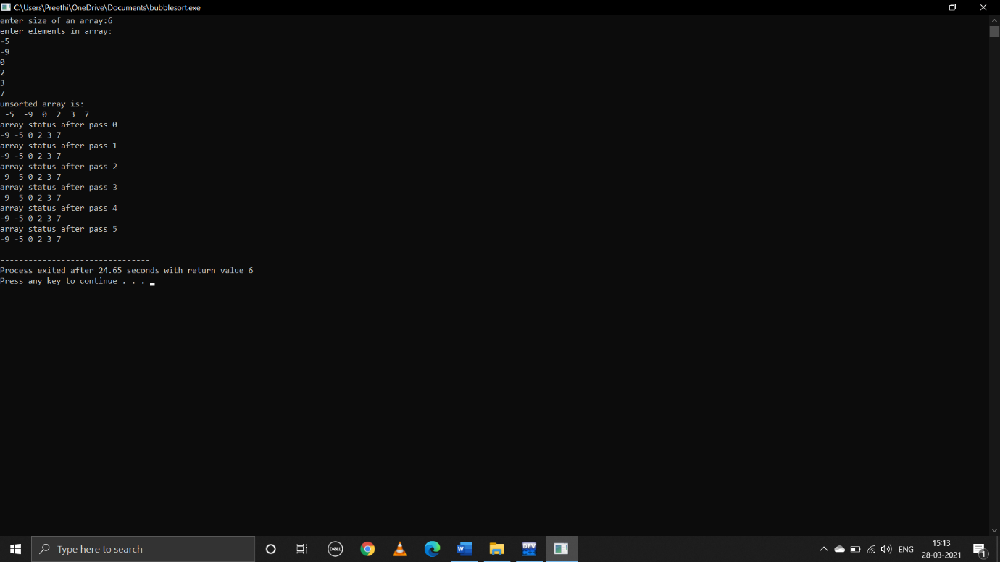 C:\Users\Preethi\OneDrive\Documents\bubblesort.exe
enter size of an array:6
enter elements in array:
-5
-9
0
2
3
7
unsorted array is:
 -5  -9  0  2  3  7
array status after pass 0
-9 -5 0 2 3 7
array status after pass 1
-9 -5 0 2 3 7
array status after pass 2
-9 -5 0 2 3 7
array status after pass 3
-9 -5 0 2 3 7
array status after pass 4
-9 -5 0 2 3 7
array status after pass 5
-9 -5 0 2 3 7
--------------------------------
Process exited after 24.65 seconds with return value 6
Press any key to continue . . .
Type here to search
DELL
W
DEV
C++
ENG
15:13
28-03-2021
1